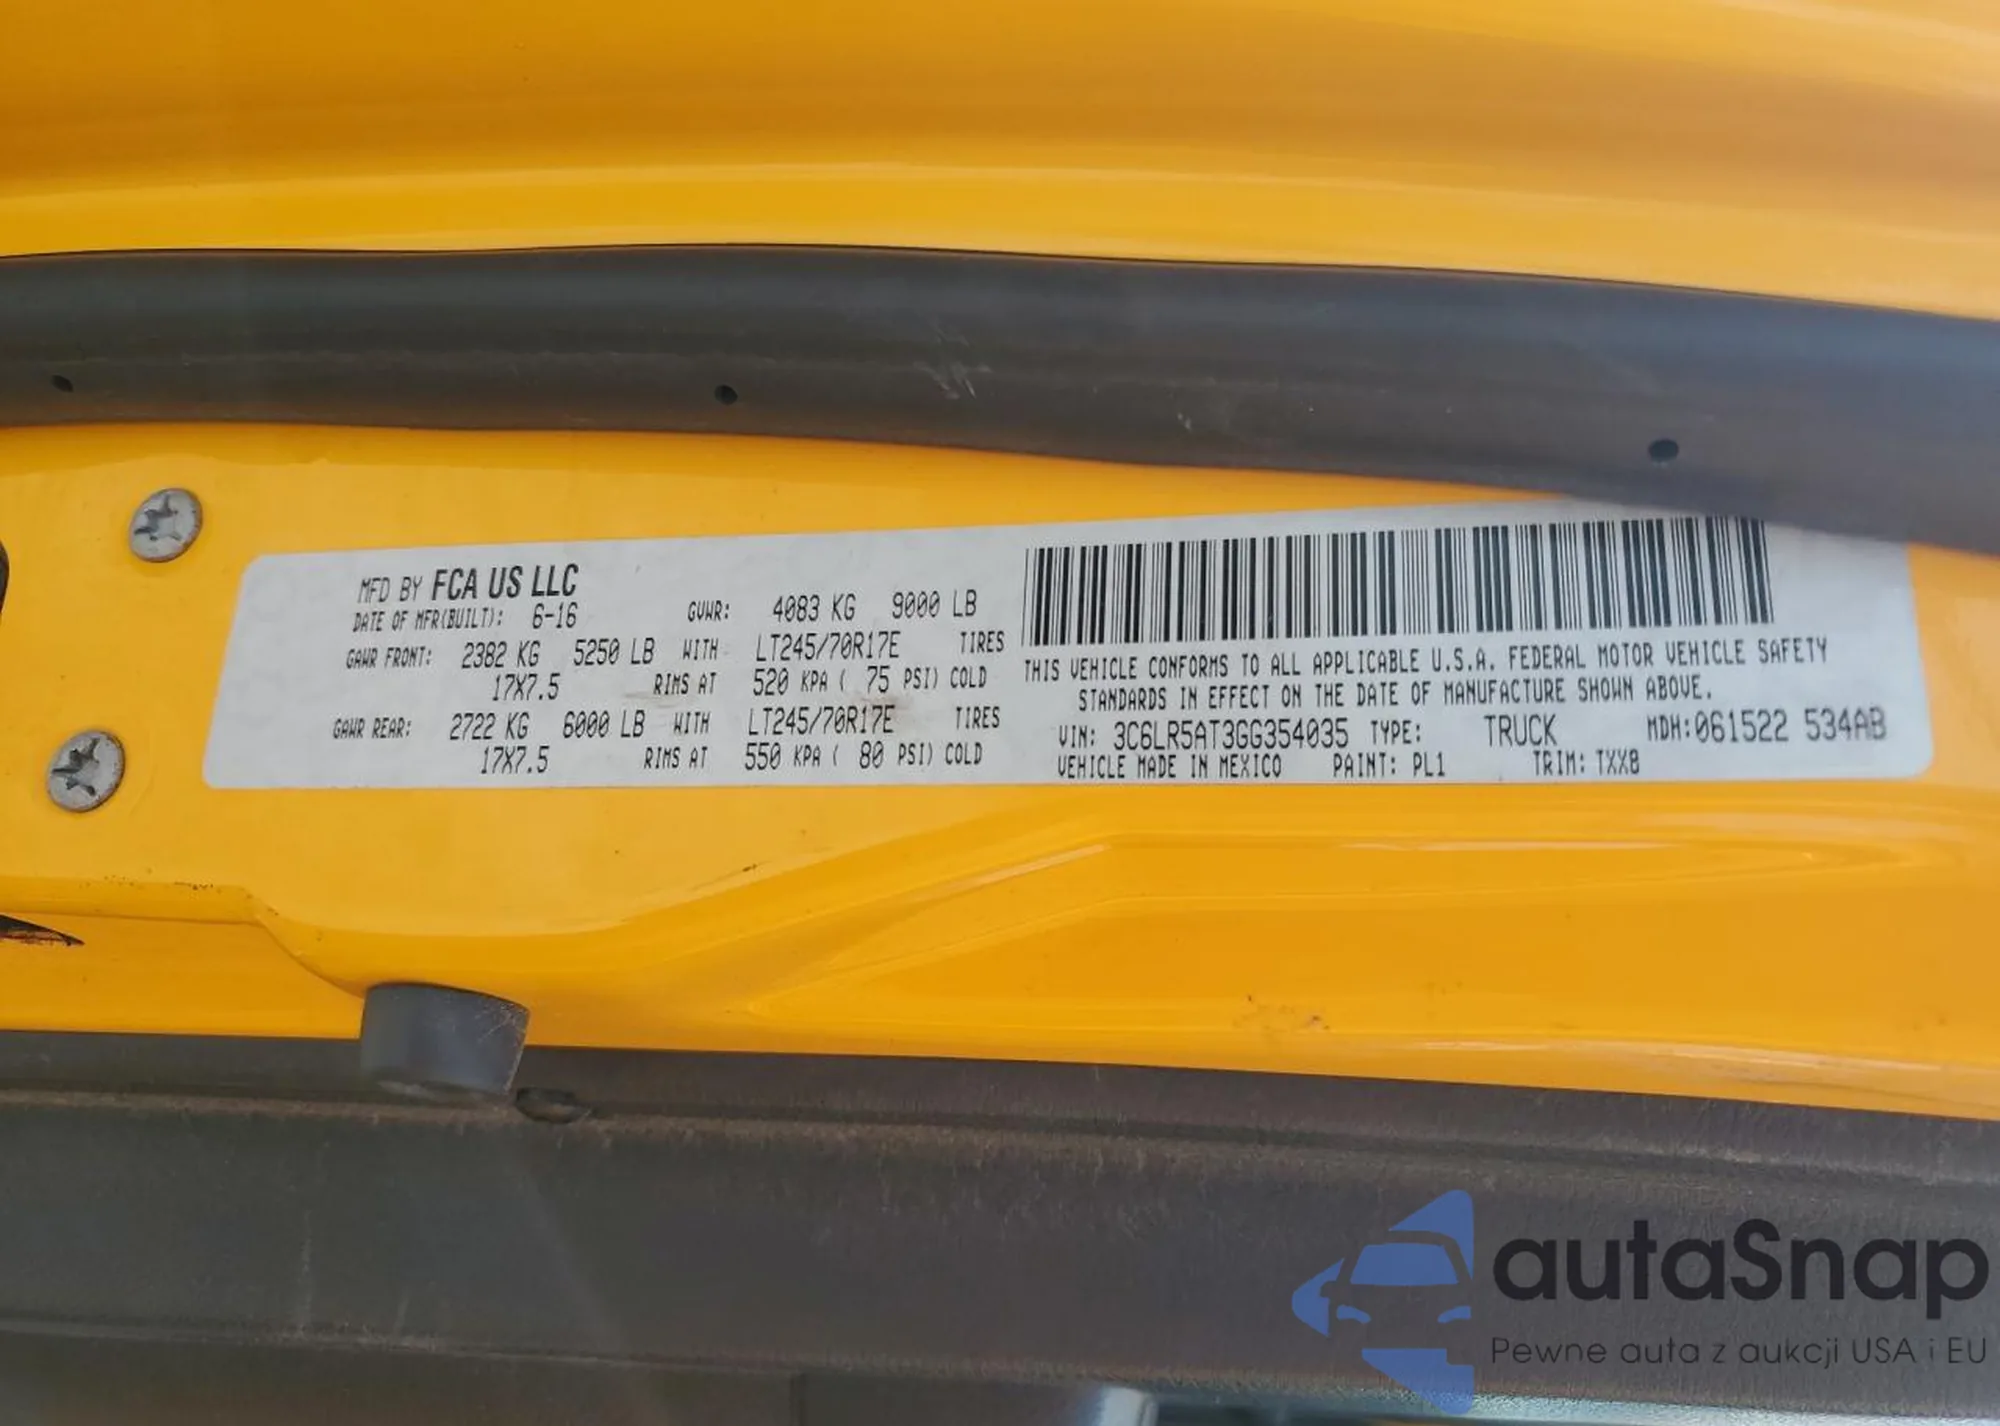 MFD BY FCA US LLC
DATE OF MFR(BUILT): 6-16 GVWR: 4083 KG 9000 LB
GAWR FRONT: 2382 KG 5250 LB WITH LT245/70R17E TIRES
17X7.5 RIMS AT 520 KPA ( 75 PSI) COLD
GAWR REAR: 2722 KG 6000 LB WITH LT245/70R17E TIRES
17X7.5 RIMS AT 550 KPA ( 80 PSI) COLD
THIS VEHICLE CONFORMS TO ALL APPLICABLE U.S.A. FEDERAL MOTOR VEHICLE SAFETY
STANDARDS IN EFFECT ON THE DATE OF MANUFACTURE SHOWN ABOVE.
VIN: 3C6LR5AT3GG354035 TYPE: TRUCK MDH:061522 534AB
VEHICLE MADE IN MEXICO PAINT: PL1 TRIM: TXX8
autaSnap
Pewne auta z aukcji USA i EU